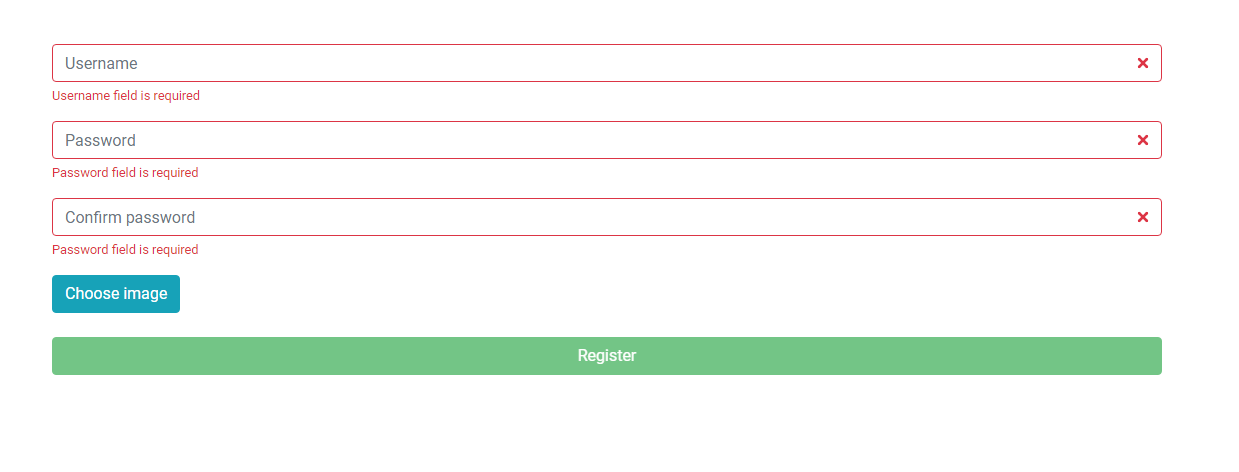 Username
Username field is required
Password
Password field is required
Confirm password
Password field is required
Choose image
Register